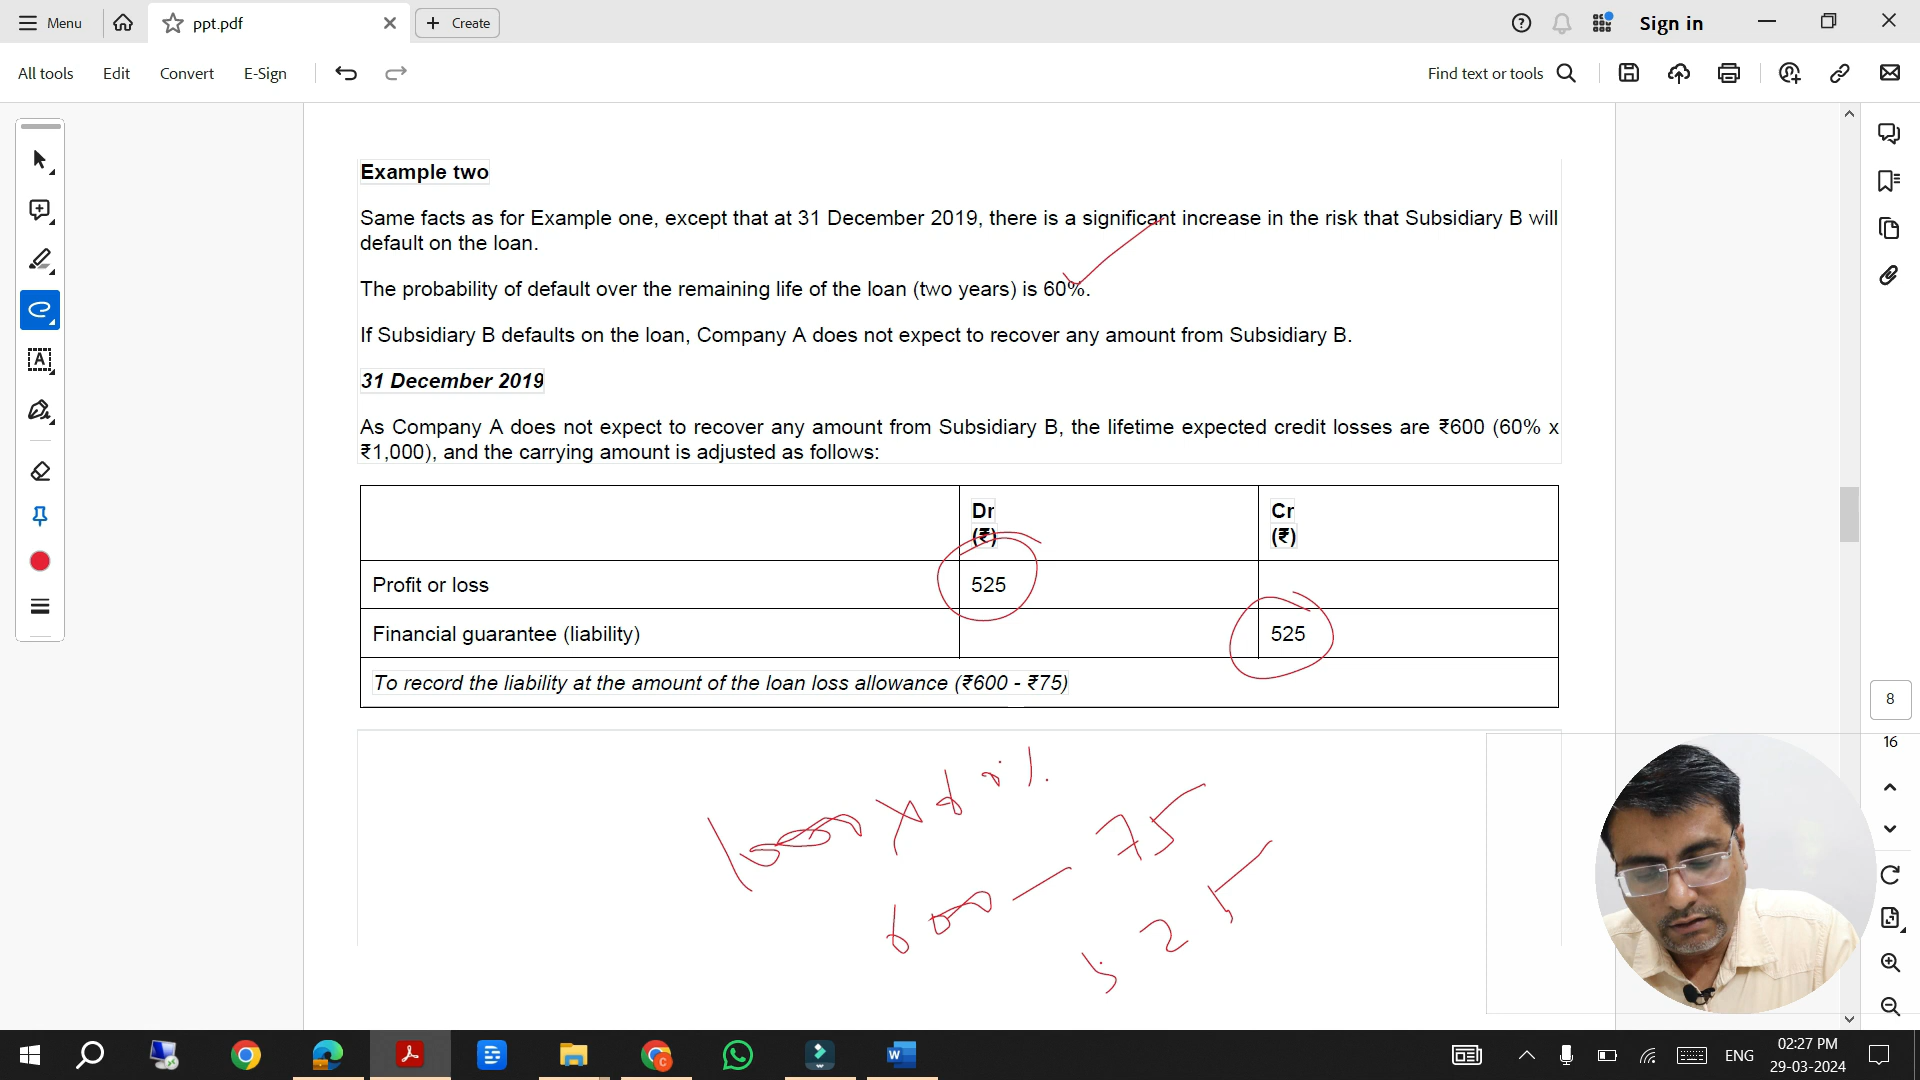 Menu
ppt.pdf
Create
Sign in
All tools Edit Convert E-Sign
Find text or tools
Example two
Same facts as for Example one, except that at 31 December 2019, there is a significant increase in the risk that Subsidiary B will
default on the loan.
The probability of default over the remaining life of the loan (two years) is 60%.
If Subsidiary B defaults on the loan, Company A does not expect to recover any amount from Subsidiary B.
31 December 2019
As Company A does not expect to recover any amount from Subsidiary B, the lifetime expected credit losses are ₹600 (60% x
₹1,000), and the carrying amount is adjusted as follows:
Dr
(₹)
Cr
(₹)
Profit or loss 525
Financial guarantee (liability) 525
To record the liability at the amount of the loan loss allowance (₹600 - ₹75)
8
16
1000 x 60%
600 - 75
525
ENG
02:27 PM
29-03-2024